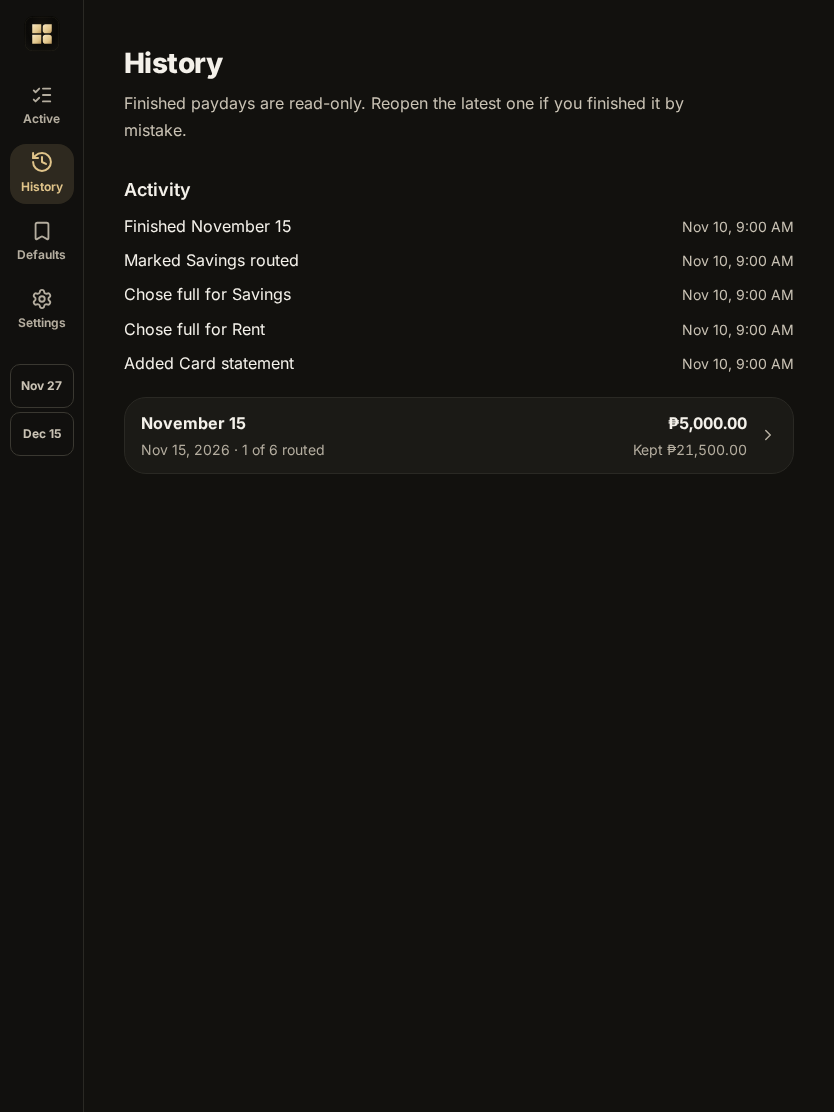 Active
History
Defaults
Settings
Nov 27
Dec 15
History
Finished paydays are read-only. Reopen the latest one if you finished it by
mistake.
Activity
Finished November 15 Nov 10, 9:00 AM
Marked Savings routed Nov 10, 9:00 AM
Chose full for Savings Nov 10, 9:00 AM
Chose full for Rent Nov 10, 9:00 AM
Added Card statement Nov 10, 9:00 AM
November 15 ₱5,000.00
Nov 15, 2026 · 1 of 6 routed Kept ₱21,500.00